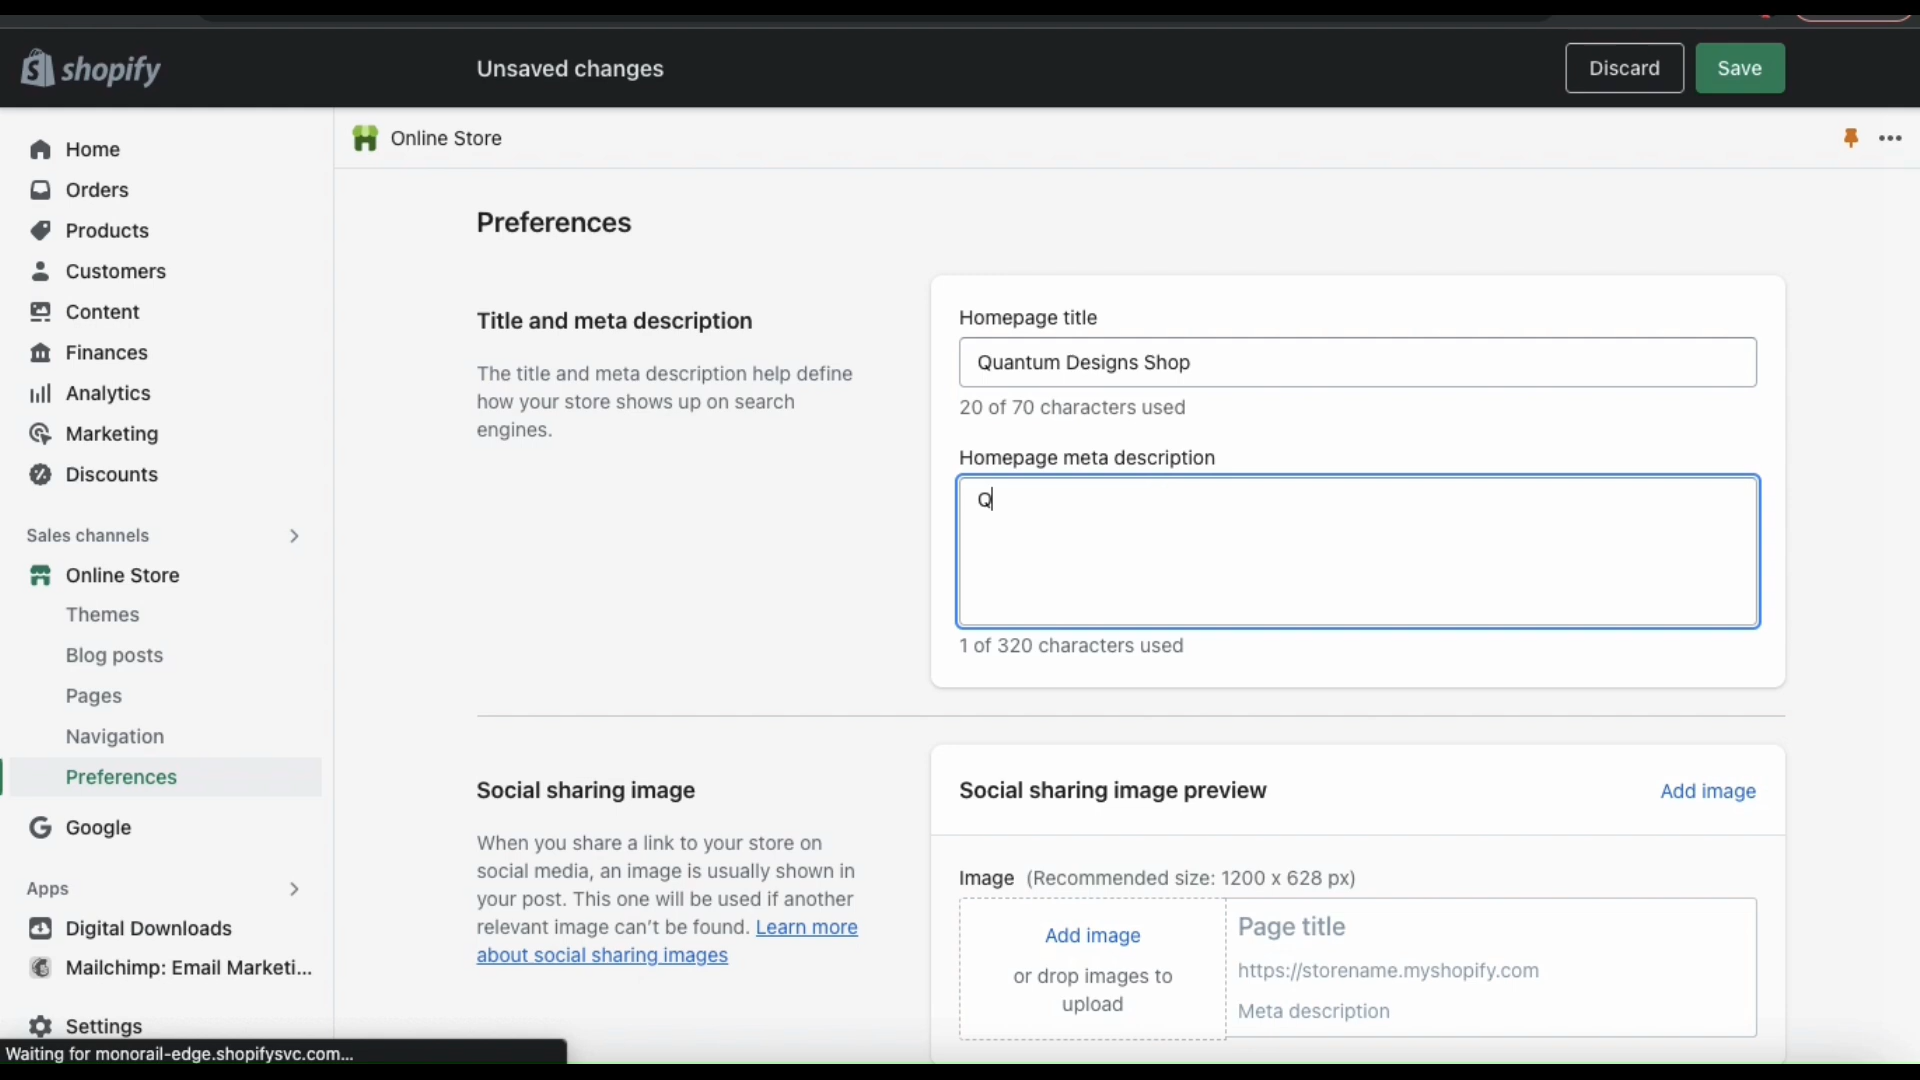 shopify
Unsaved changes
Discard
Save
Home
Orders
Products
Customers
Content
Finances
Analytics
Marketing
Discounts
Sales channels
Online Store
Themes
Blog posts
Pages
Navigation
Preferences
Google
Apps
Digital Downloads
Mailchimp: Email Marketi...
Settings
Waiting for monorail-edge.shopifysvc.com...
Online Store
Preferences
Title and meta description
The title and meta description help define
how your store shows up on search
engines.
Homepage title
Quantum Designs Shop
20 of 70 characters used
Homepage meta description
Q
1 of 320 characters used
Social sharing image
When you share a link to your store on
social media, an image is usually shown in
your post. This one will be used if another
relevant image can't be found. Learn more
about social sharing images
Social sharing image preview
Add image
Image (Recommended size: 1200 x 628 px)
Add image
or drop images to
upload
Page title
https://storename.myshopify.com
Meta description